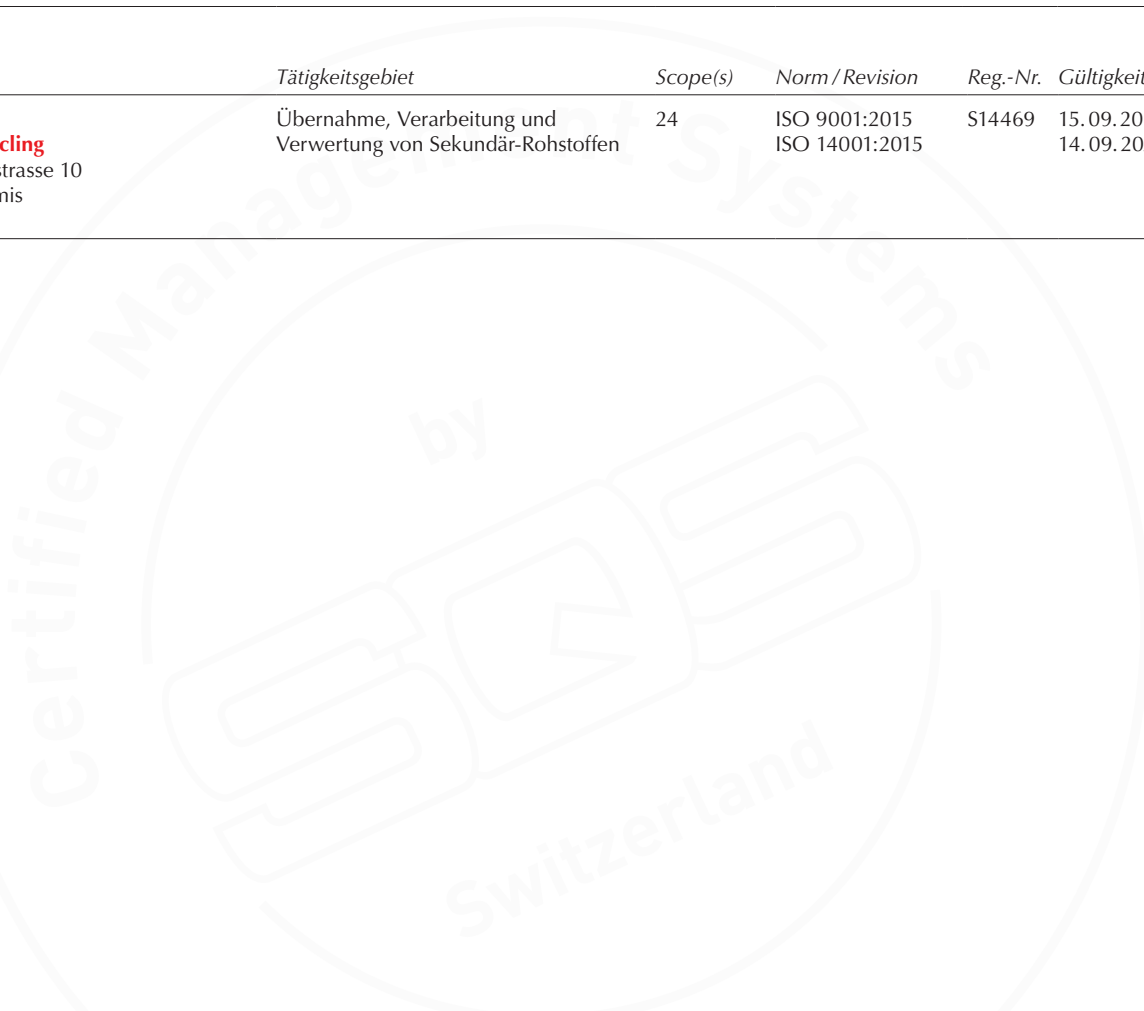 Tätigkeitsgebiet Scope(s) Norm / Revision Reg.-Nr. Gültigkeit
Übernahme, Verarbeitung und 24 ISO 9001:2015 S14469 15. 09. 20
cling Verwertung von Sekundär-Rohstoffen ISO 14001:2015 14. 09. 20
strasse 10
nis
Certified Management Systems
by
SQS
Switzerland